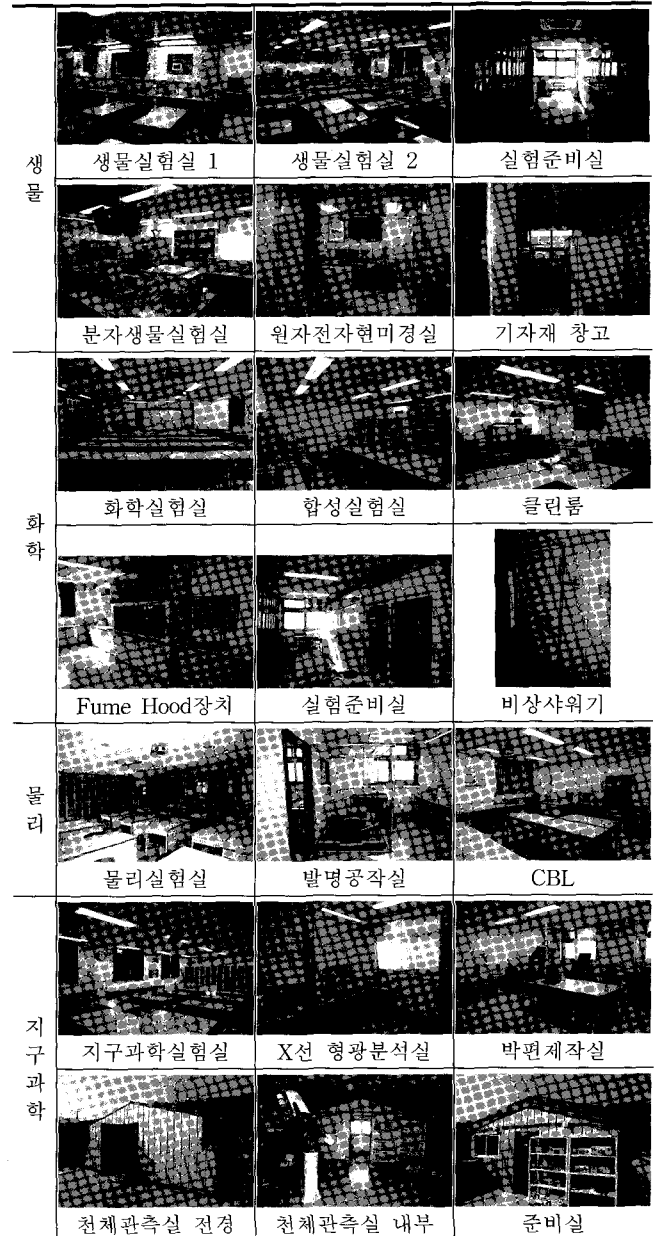 생물
생물실험실 1
생물실험실 2
실험준비실
분자생물실험실
원자전자현미경실
기자재 창고
화학
화학실험실
합성실험실
클린룸
Fume Hood장치
실험준비실
비상샤워기
물리
물리실험실
발명공작실
CBL
지구과학
지구과학실험실
X선 형광분석실
박편제작실
천체관측실 전경
천체관측실 내부
준비실